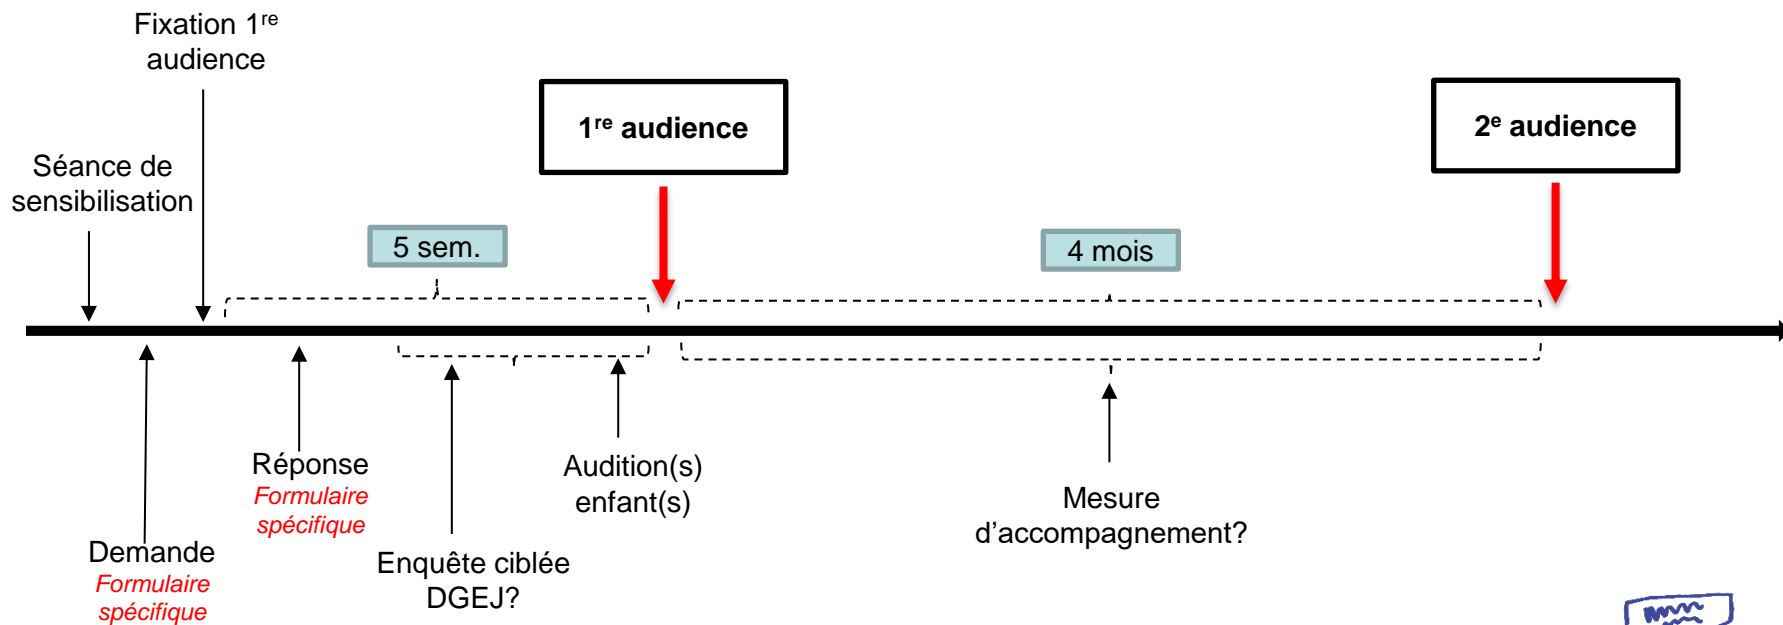 Fixation 1re
audience
1re audience
2e audience
Séance de
sensibilisation
5 sem.
4 mois
Réponse
Formulaire
spécifique
Audition(s)
enfant(s)
Mesure
d’accompagnement?
Demande
Formulaire
spécifique
Enquête ciblée
DGEJ?